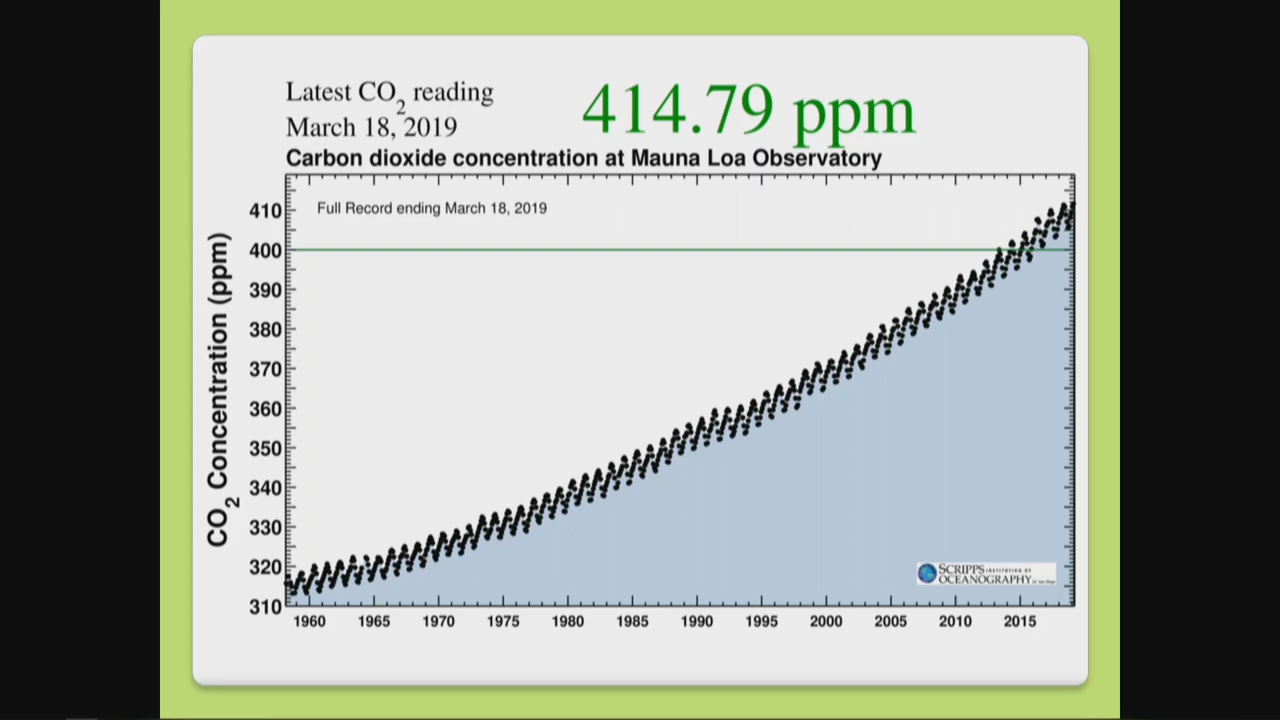 Latest CO2 reading
March 18, 2019
414.79 ppm
Carbon dioxide concentration at Mauna Loa Observatory
Full Record ending March 18, 2019
CO2 Concentration (ppm)
410
400
390
380
370
360
350
340
330
320
310
1960 1965 1970 1975 1980 1985 1990 1995 2000 2005 2010 2015
SCRIPPS INSTITUTION OF
OCEANOGRAPHY